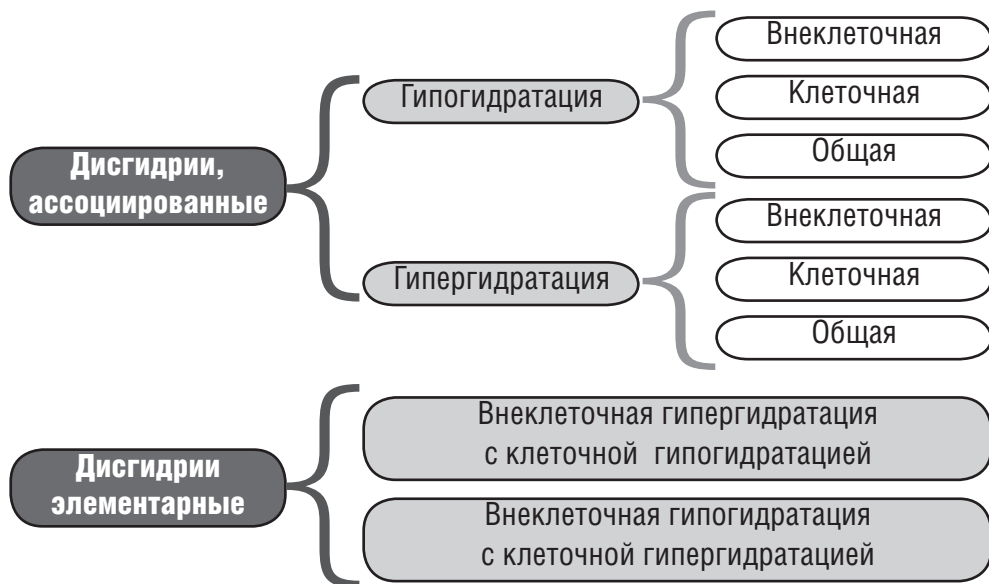 Дисгидрии,
ассоциированные
Гипогидратация
Внеклеточная
Клеточная
Общая
Гипергидратация
Внеклеточная
Клеточная
Общая
Дисгидрии
элементарные
Внеклеточная гипергидратация
с клеточной гипогидратацией
Внеклеточная гипогидратация
с клеточной гипергидратацией